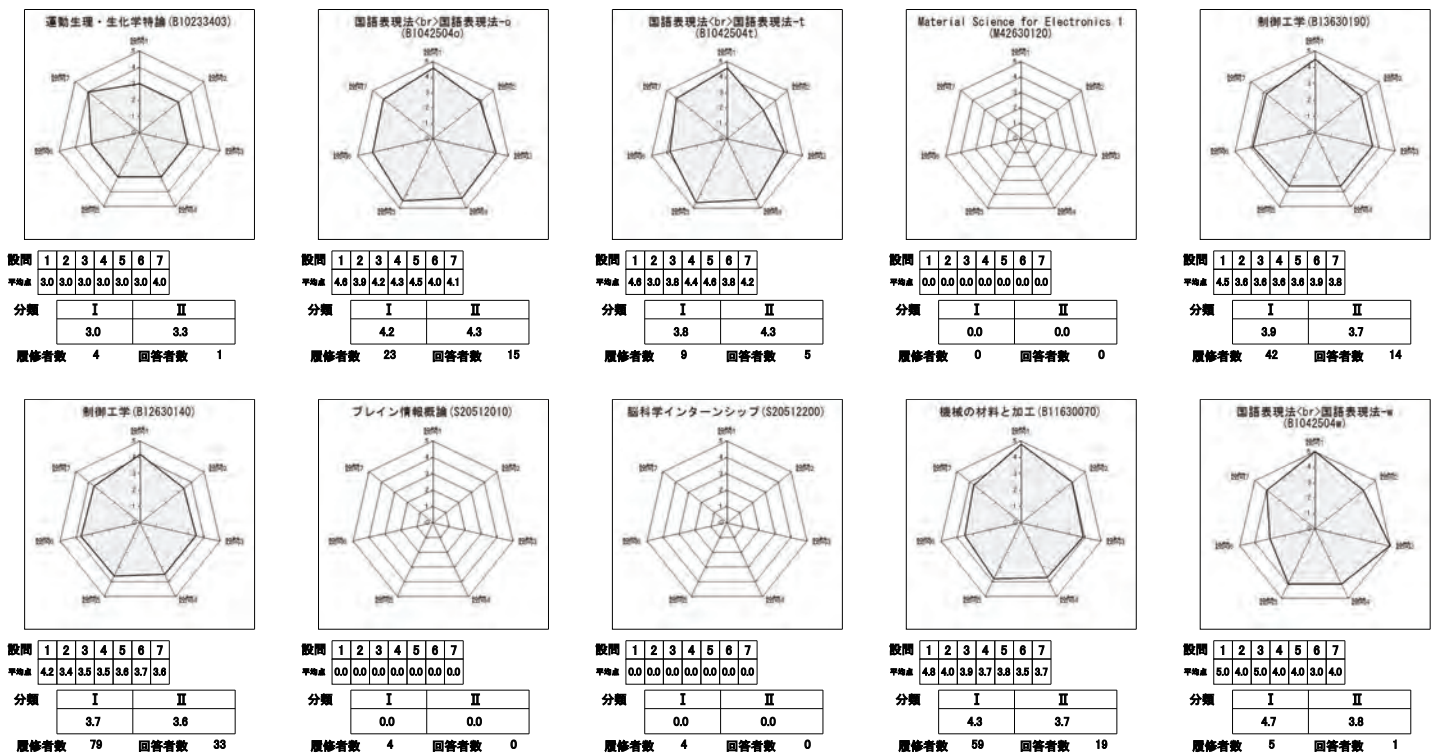 運動生理・生化学特論(B10233403)
設問1
5
4
3
2
1
設問7
設問2
設問6
設問3
設問5
設問4
設問 1 2 3 4 5 6 7
平均点 3.0 3.0 3.0 3.0 3.0 3.0 4.0
分類 Ⅰ Ⅱ
3.0 3.3
履修者数 4 回答者数 1
国語表現法<br>国語表現法-o
(B1042504o)
設問 1 2 3 4 5 6 7
平均点 4.6 3.9 4.2 4.3 4.5 4.0 4.1
分類 Ⅰ Ⅱ
4.2 4.3
履修者数 23 回答者数 15
国語表現法<br>国語表現法-t
(B1042504t)
設問 1 2 3 4 5 6 7
平均点 4.6 3.0 3.8 4.4 4.6 3.8 4.2
分類 Ⅰ Ⅱ
3.8 4.3
履修者数 9 回答者数 5
Material Science for Electronics 1
(M42630120)
設問 1 2 3 4 5 6 7
平均点 0.0 0.0 0.0 0.0 0.0 0.0 0.0
分類 Ⅰ Ⅱ
0.0 0.0
履修者数 0 回答者数 0
制御工学(B13630190)
設問 1 2 3 4 5 6 7
平均点 4.5 3.6 3.6 3.6 3.6 3.9 3.8
分類 Ⅰ Ⅱ
3.9 3.7
履修者数 42 回答者数 14
制御工学(B12630140)
設問 1 2 3 4 5 6 7
平均点 4.2 3.4 3.5 3.5 3.6 3.7 3.6
分類 Ⅰ Ⅱ
3.7 3.6
履修者数 79 回答者数 33
ブレイン情報概論(S20512010)
設問 1 2 3 4 5 6 7
平均点 0.0 0.0 0.0 0.0 0.0 0.0 0.0
分類 Ⅰ Ⅱ
0.0 0.0
履修者数 4 回答者数 0
脳科学インターンシップ(S20512200)
設問 1 2 3 4 5 6 7
平均点 0.0 0.0 0.0 0.0 0.0 0.0 0.0
分類 Ⅰ Ⅱ
0.0 0.0
履修者数 4 回答者数 0
機械の材料と加工(B11630070)
設問 1 2 3 4 5 6 7
平均点 4.8 4.0 3.9 3.7 3.8 3.5 3.7
分類 Ⅰ Ⅱ
4.3 3.7
履修者数 59 回答者数 19
国語表現法<br>国語表現法-w
(B1042504w)
設問 1 2 3 4 5 6 7
平均点 5.0 4.0 5.0 4.0 4.0 3.0 4.0
分類 Ⅰ Ⅱ
4.7 3.8
履修者数 5 回答者数 1